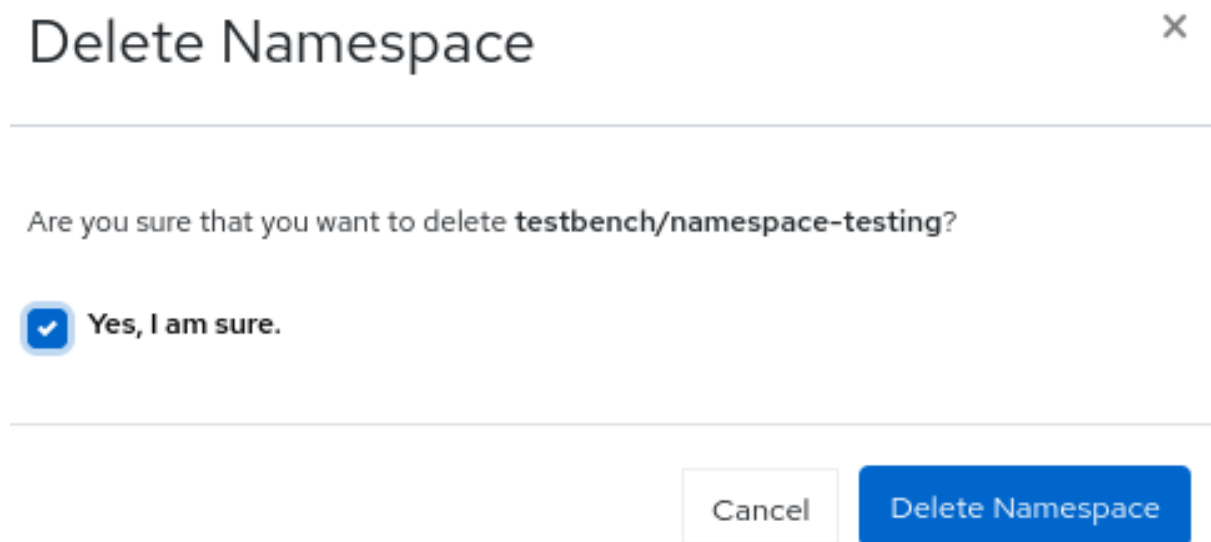 Delete Namespace
Are you sure that you want to delete testbench/namespace-testing?
Yes, I am sure.
Cancel
Delete Namespace